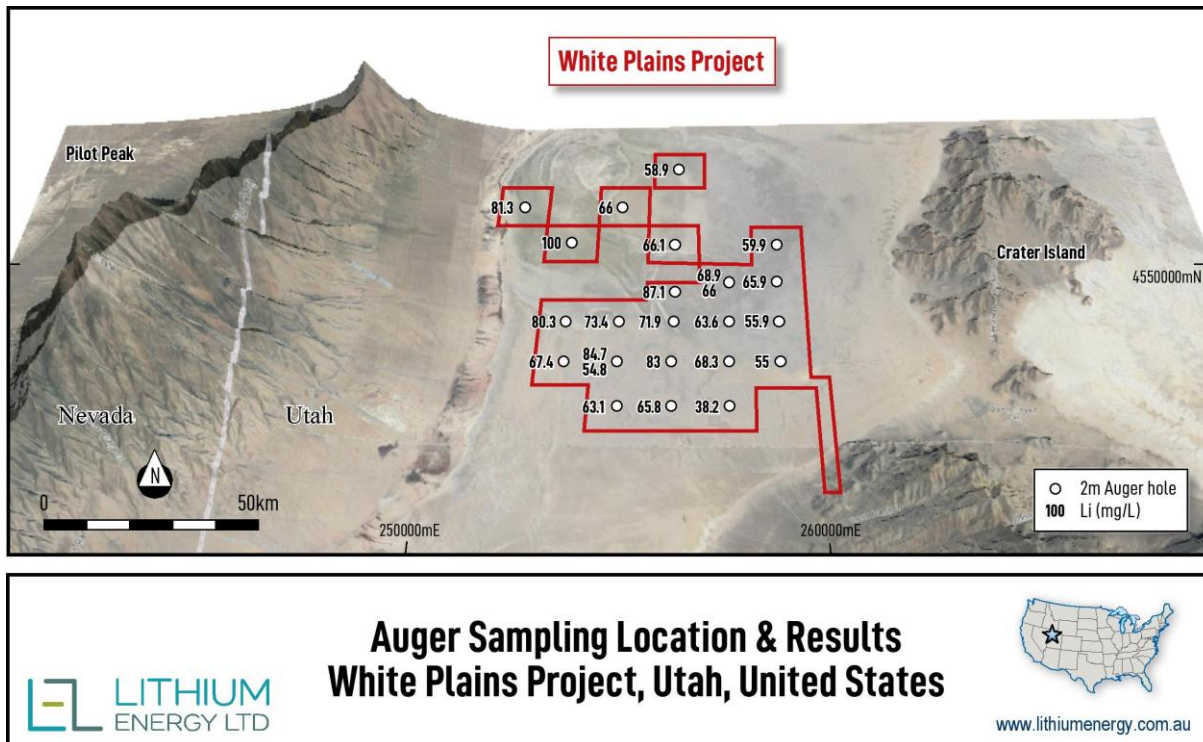 White Plains Project
Pilot Peak
58.9
81.3
66
100
66.1
59.9
Crater Island
68.9
66
65.9
4550000mN
87.1
80.3
73.4
71.9
63.6
55.9
67.4
84.7
54.8
83
68.3
55
63.1
65.8
38.2
Nevada
Utah
N
0
50km
250000mE
260000mE
2m Auger hole
100 Li (mg/L)
Auger Sampling Location & Results
White Plains Project, Utah, United States
LITHIUM
ENERGY LTD
www.lithiumenergy.com.au